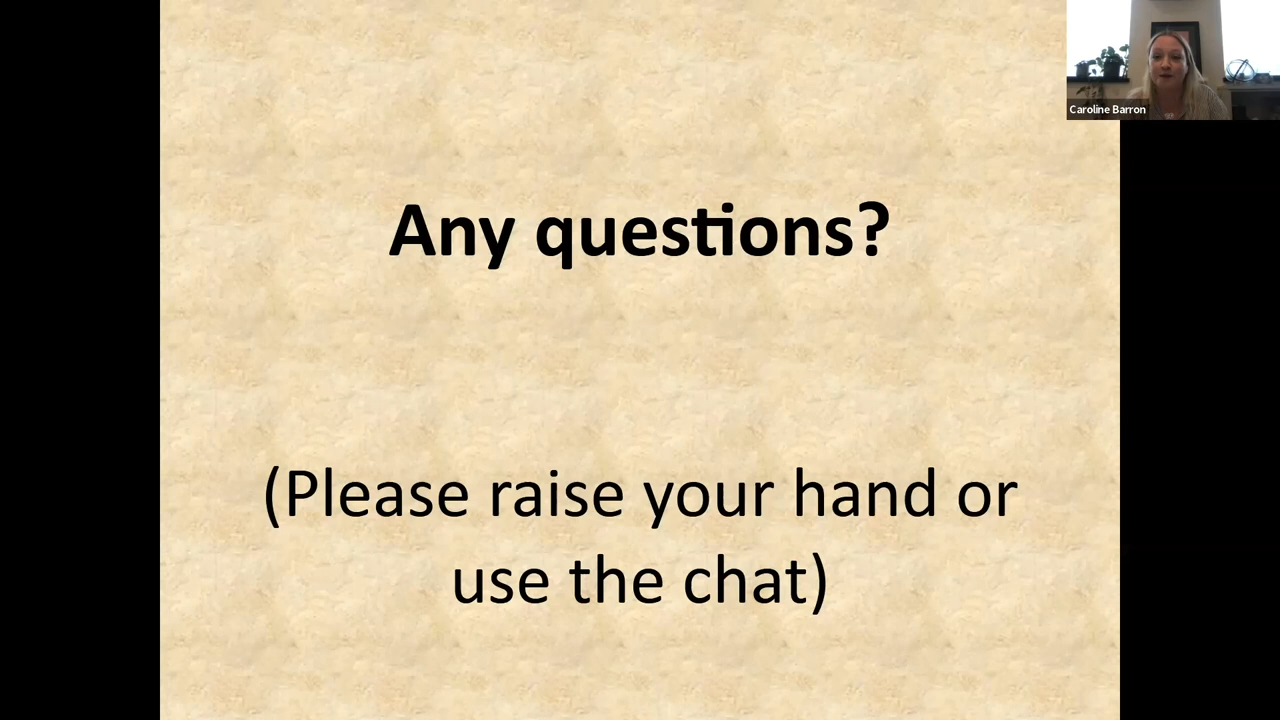 Caroline Barron
Any questions?
(Please raise your hand or
use the chat)